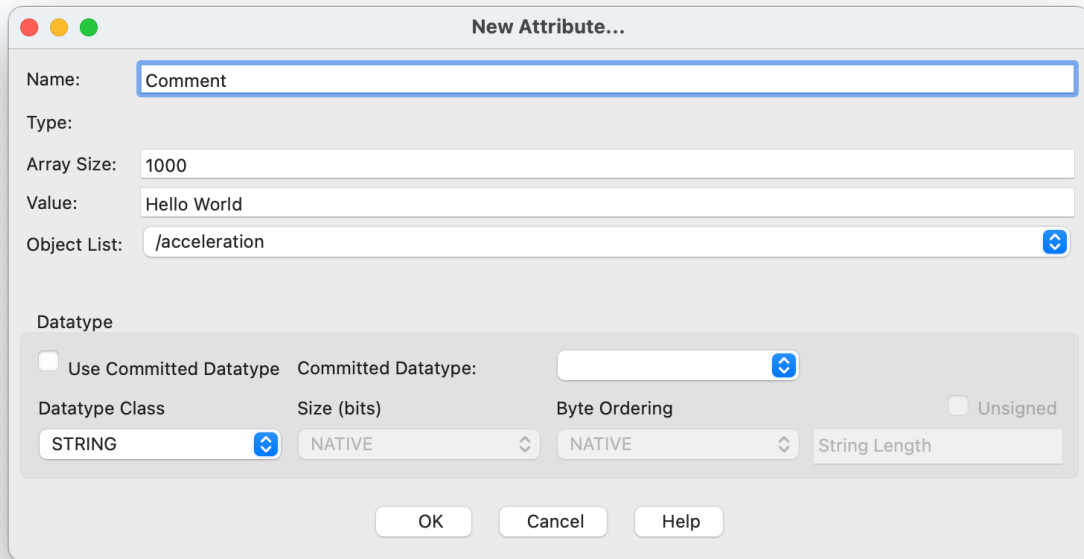 New Attribute...
Name: Comment
Type:
Array Size: 1000
Value: Hello World
Object List: /acceleration
Datatype
Use Committed Datatype Committed Datatype:
Datatype Class Size (bits) Byte Ordering Unsigned
STRING NATIVE NATIVE String Length
OK Cancel Help